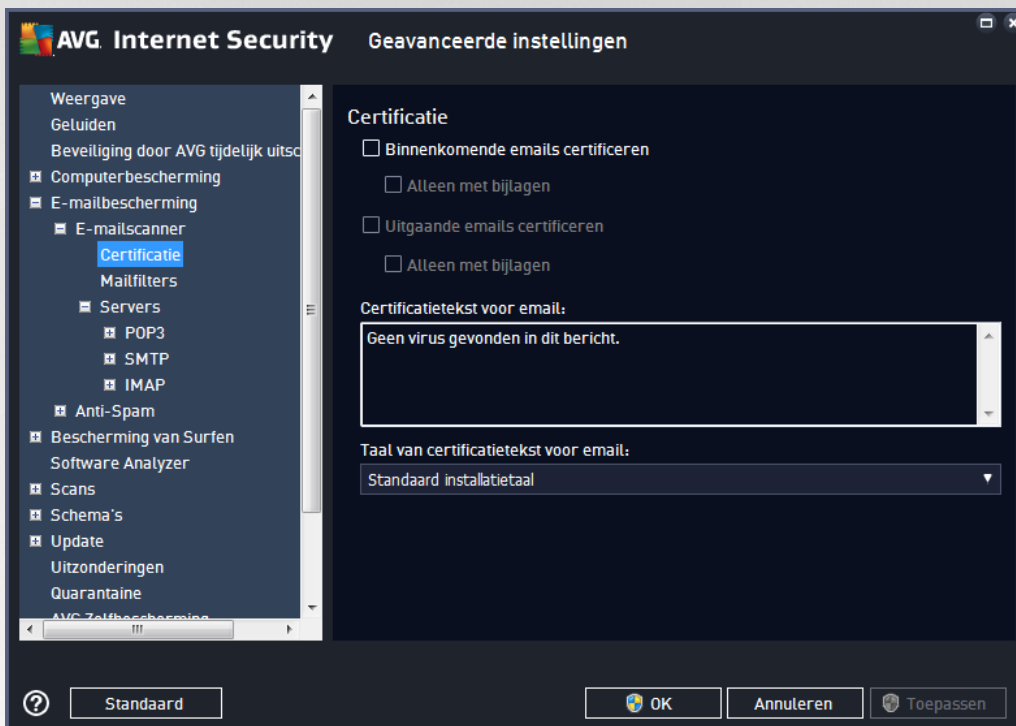 AVG Internet Security Geavanceerde instellingen
Weergave
Geluiden
Beveiliging door AVG tijdelijk uitsc
Computerbescherming
E-mailbescherming
E-mailscanner
Certificatie
Mailfilters
Servers
POP3
SMTP
IMAP
Anti-Spam
Bescherming van Surfen
Software Analyzer
Scans
Schema's
Update
Uitzonderingen
Quarantaine
AVG Zelfbescherming
Certificatie
Binnenkomende emails certificeren
Alleen met bijlagen
Uitgaande emails certificeren
Alleen met bijlagen
Certificatietekst voor email:
Geen virus gevonden in dit bericht.
Taal van certificatietekst voor email:
Standaard installatietaal
Standaard
OK
Annuleren
Toepassen